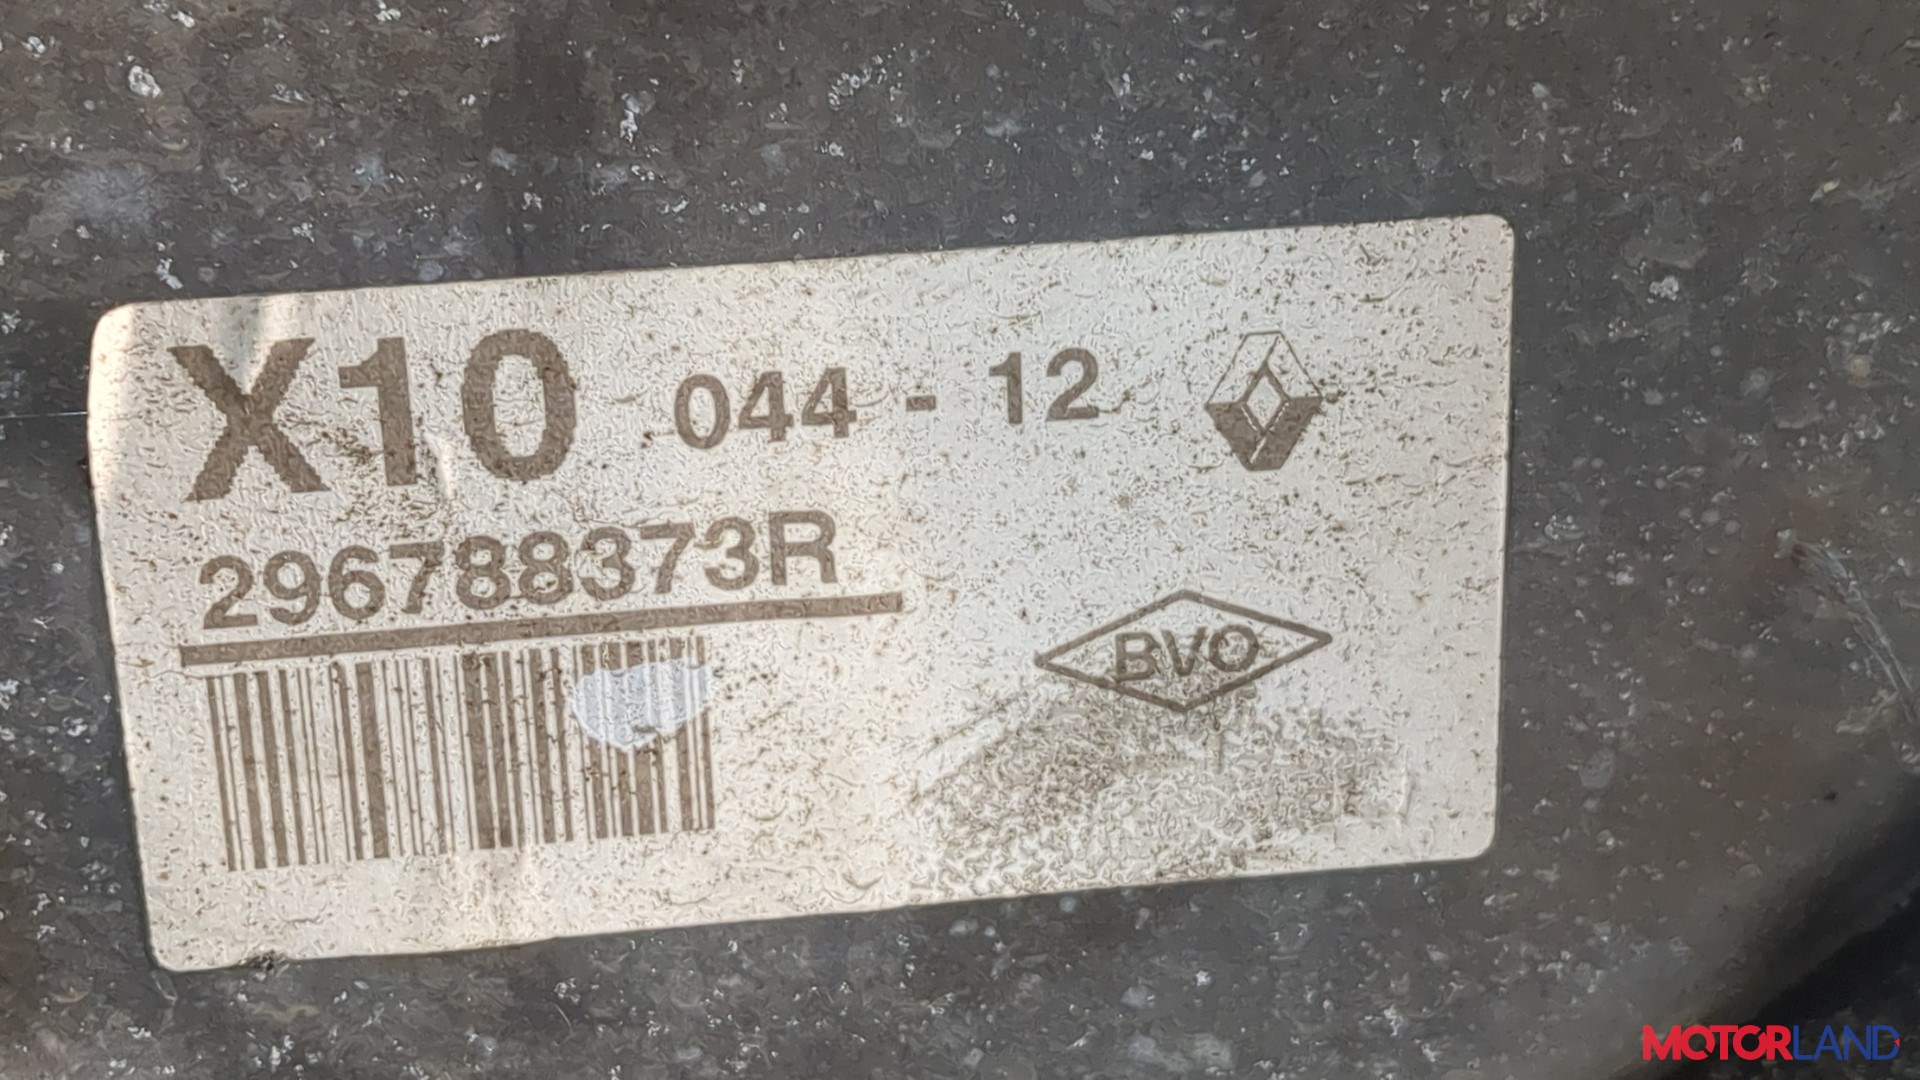 X10 044 - 12
296788373R
BVO
MOTORLAND